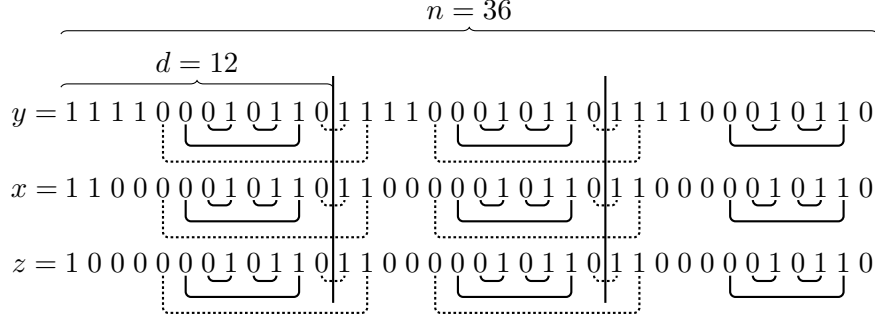 n = 36
d = 12
y = 1 1 1 1 0 0 0 1 0 1 1 0 1 1 1 1 0 0 0 1 0 1 1 0 1 1 1 1 0 0 0 1 0 1 1 0
x = 1 1 0 0 0 0 0 1 0 1 1 0 1 1 0 0 0 0 0 1 0 1 1 0 1 1 0 0 0 0 0 1 0 1 1 0
z = 1 0 0 0 0 0 0 1 0 1 1 0 1 1 0 0 0 0 0 1 0 1 1 0 1 1 0 0 0 0 0 1 0 1 1 0